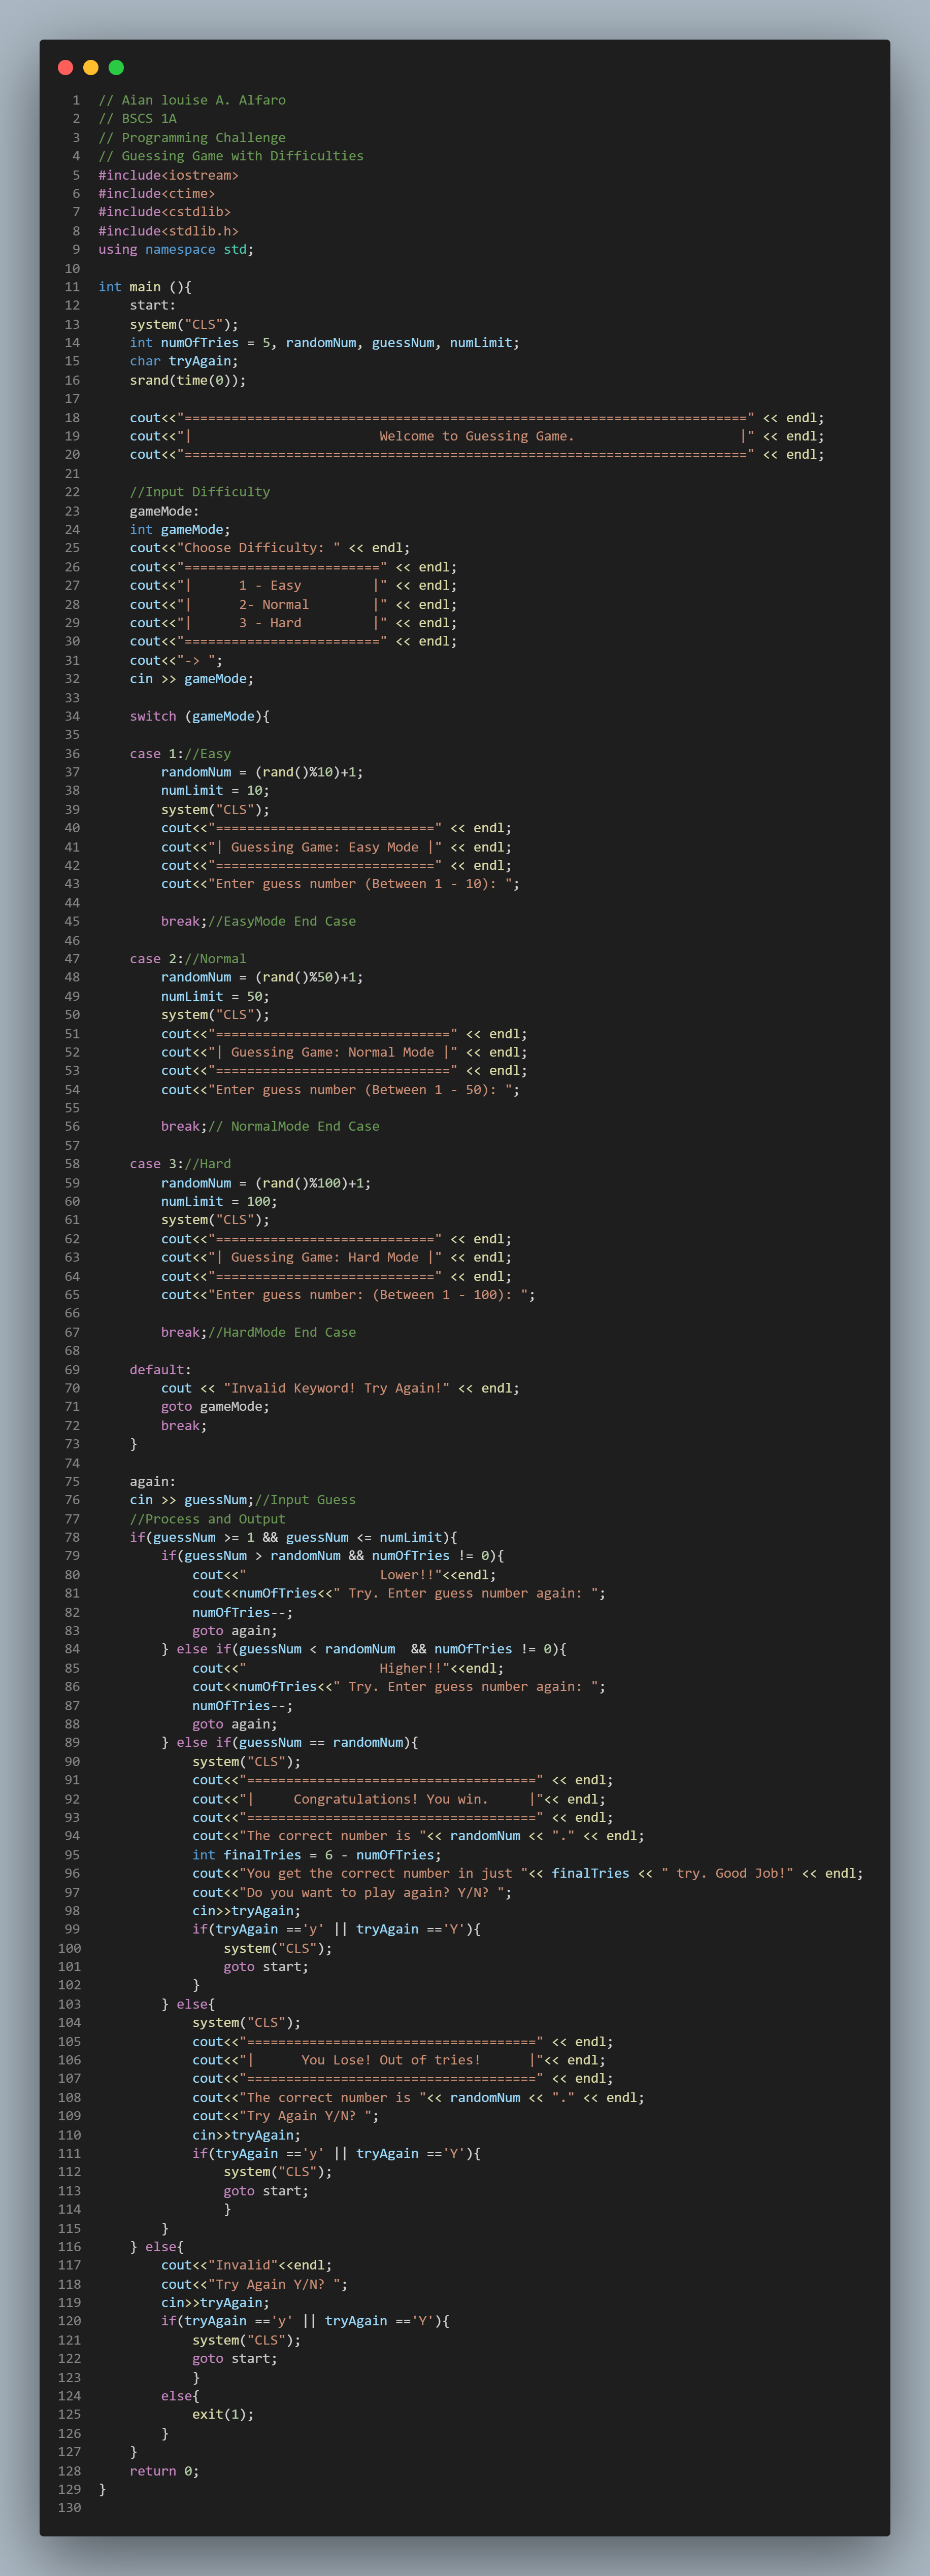 1 // Aian louise A. Alfaro
2 // BSCS 1A
3 // Programming Challenge
4 // Guessing Game with Difficulties
5 #include<iostream>
6 #include<ctime>
7 #include<cstdlib>
8 #include<stdlib.h>
9 using namespace std;
10
11 int main (){
12     start:
13     system("CLS");
14     int numOfTries = 5, randomNum, guessNum, numLimit;
15     char tryAgain;
16     srand(time(0));
17
18     cout<<"========================================================================" << endl;
19     cout<<"|                        Welcome to Guessing Game.                     |" << endl;
20     cout<<"========================================================================" << endl;
21
22     //Input Difficulty
23     gameMode:
24     int gameMode;
25     cout<<"Choose Difficulty: " << endl;
26     cout<<"=========================" << endl;
27     cout<<"|      1 - Easy         |" << endl;
28     cout<<"|      2- Normal        |" << endl;
29     cout<<"|      3 - Hard         |" << endl;
30     cout<<"=========================" << endl;
31     cout<<"-> ";
32     cin >> gameMode;
33
34     switch (gameMode){
35
36     case 1://Easy
37         randomNum = (rand()%10)+1;
38         numLimit = 10;
39         system("CLS");
40         cout<<"============================" << endl;
41         cout<<"| Guessing Game: Easy Mode |" << endl;
42         cout<<"============================" << endl;
43         cout<<"Enter guess number (Between 1 - 10): ";
44
45         break;//EasyMode End Case
46
47     case 2://Normal
48         randomNum = (rand()%50)+1;
49         numLimit = 50;
50         system("CLS");
51         cout<<"==============================" << endl;
52         cout<<"| Guessing Game: Normal Mode |" << endl;
53         cout<<"==============================" << endl;
54         cout<<"Enter guess number (Between 1 - 50): ";
55
56         break;// NormalMode End Case
57
58     case 3://Hard
59         randomNum = (rand()%100)+1;
60         numLimit = 100;
61         system("CLS");
62         cout<<"============================" << endl;
63         cout<<"| Guessing Game: Hard Mode |" << endl;
64         cout<<"============================" << endl;
65         cout<<"Enter guess number: (Between 1 - 100): ";
66
67         break;//HardMode End Case
68
69     default:
70         cout << "Invalid Keyword! Try Again!" << endl;
71         goto gameMode;
72         break;
73     }
74
75     again:
76     cin >> guessNum;//Input Guess
77     //Process and Output
78     if(guessNum >= 1 && guessNum <= numLimit){
79         if(guessNum > randomNum && numOfTries != 0){
80             cout<<"                 Lower!!"<<endl;
81             cout<<numOfTries<<" Try. Enter guess number again: ";
82             numOfTries--;
83             goto again;
84         } else if(guessNum < randomNum  && numOfTries != 0){
85             cout<<"                 Higher!!"<<endl;
86             cout<<numOfTries<<" Try. Enter guess number again: ";
87             numOfTries--;
88             goto again;
89         } else if(guessNum == randomNum){
90             system("CLS");
91             cout<<"=====================================" << endl;
92             cout<<"|     Congratulations! You win.     |"<< endl;
93             cout<<"=====================================" << endl;
94             cout<<"The correct number is "<< randomNum << "." << endl;
95             int finalTries = 6 - numOfTries;
96             cout<<"You get the correct number in just "<< finalTries << " try. Good Job!" << endl;
97             cout<<"Do you want to play again? Y/N? ";
98             cin>>tryAgain;
99             if(tryAgain =='y' || tryAgain =='Y'){
100                 system("CLS");
101                 goto start;
102             }
103         } else{
104             system("CLS");
105             cout<<"=====================================" << endl;
106             cout<<"|      You Lose! Out of tries!      |"<< endl;
107             cout<<"=====================================" << endl;
108             cout<<"The correct number is "<< randomNum << "." << endl;
109             cout<<"Try Again Y/N? ";
110             cin>>tryAgain;
111             if(tryAgain =='y' || tryAgain =='Y'){
112                 system("CLS");
113                 goto start;
114                 }
115         }
116     } else{
117         cout<<"Invalid"<<endl;
118         cout<<"Try Again Y/N? ";
119         cin>>tryAgain;
120         if(tryAgain =='y' || tryAgain =='Y'){
121             system("CLS");
122             goto start;
123             }
124         else{
125             exit(1);
126         }
127     }
128     return 0;
129 }
130